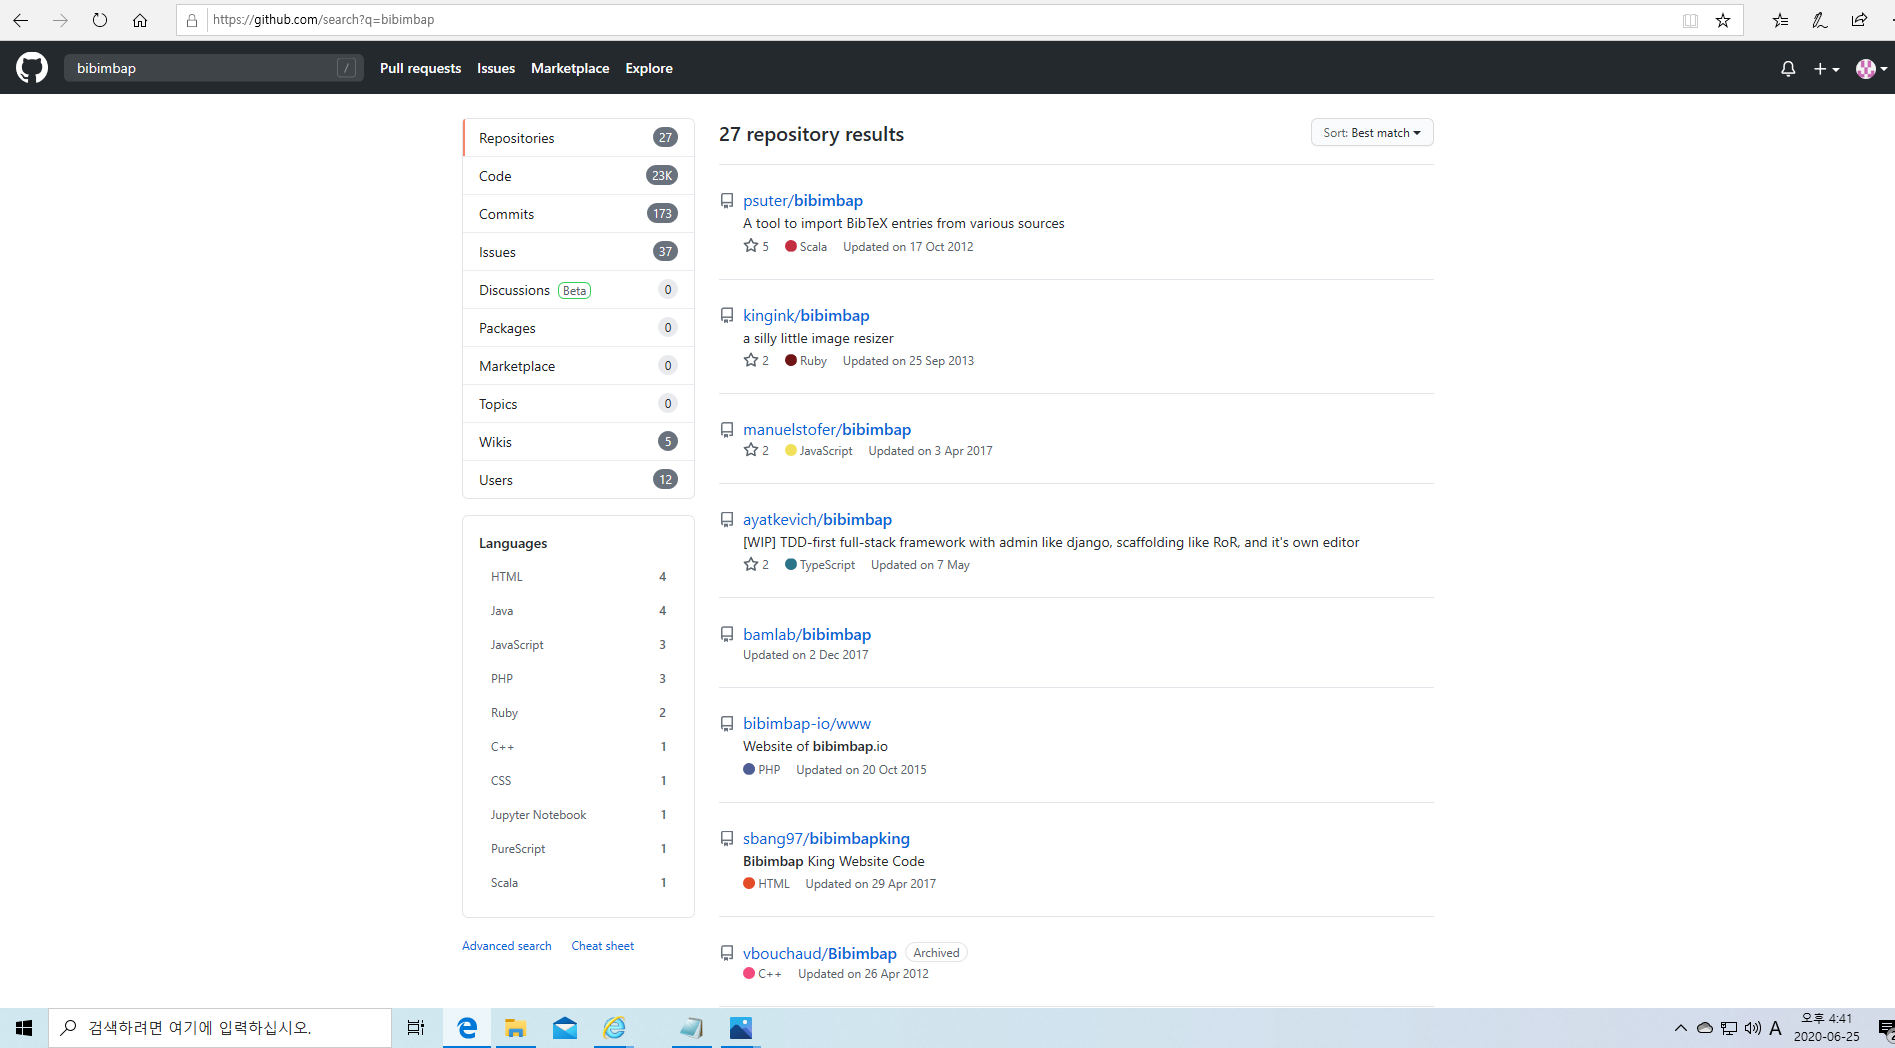 https://github.com/search?q=bibimbap
bibimbap / Pull requests Issues Marketplace Explore
Repositories 27
Code 23K
Commits 173
Issues 37
Discussions Beta 0
Packages 0
Marketplace 0
Topics 0
Wikis 5
Users 12
Languages
HTML 4
Java 4
JavaScript 3
PHP 3
Ruby 2
C++ 1
CSS 1
Jupyter Notebook 1
PureScript 1
Scala 1
Advanced search Cheat sheet
27 repository results Sort: Best match
psuter/bibimbap
A tool to import BibTeX entries from various sources
5 Scala Updated on 17 Oct 2012
kingink/bibimbap
a silly little image resizer
2 Ruby Updated on 25 Sep 2013
manuelstofer/bibimbap
2 JavaScript Updated on 3 Apr 2017
ayatkevich/bibimbap
[WIP] TDD-first full-stack framework with admin like django, scaffolding like RoR, and it's own editor
2 TypeScript Updated on 7 May
bamlab/bibimbap
Updated on 2 Dec 2017
bibimbap-io/www
Website of bibimbap.io
PHP Updated on 20 Oct 2015
sbang97/bibimbapking
Bibimbap King Website Code
HTML Updated on 29 Apr 2017
vbouchaud/Bibimbap Archived
C++ Updated on 26 Apr 2012
검색하려면 여기에 입력하십시오.
A 오후 4:41
2020-06-25